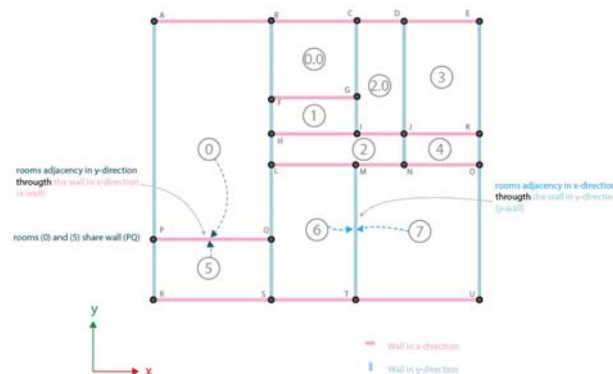 A B C D E
0.0
2.0
3
F G
1
H I J K
0
2
4
rooms adjacency in y-direction
througth the wall in x-direction
(x-wall)
L M N O
rooms adjacency in x-direction
througth the wall in y-direction
(y-wall)
6
7
rooms (0) and (5) share wall (PQ)
P Q
5
R S T U
y
x
Wall in x-direction
Wall in y-direction